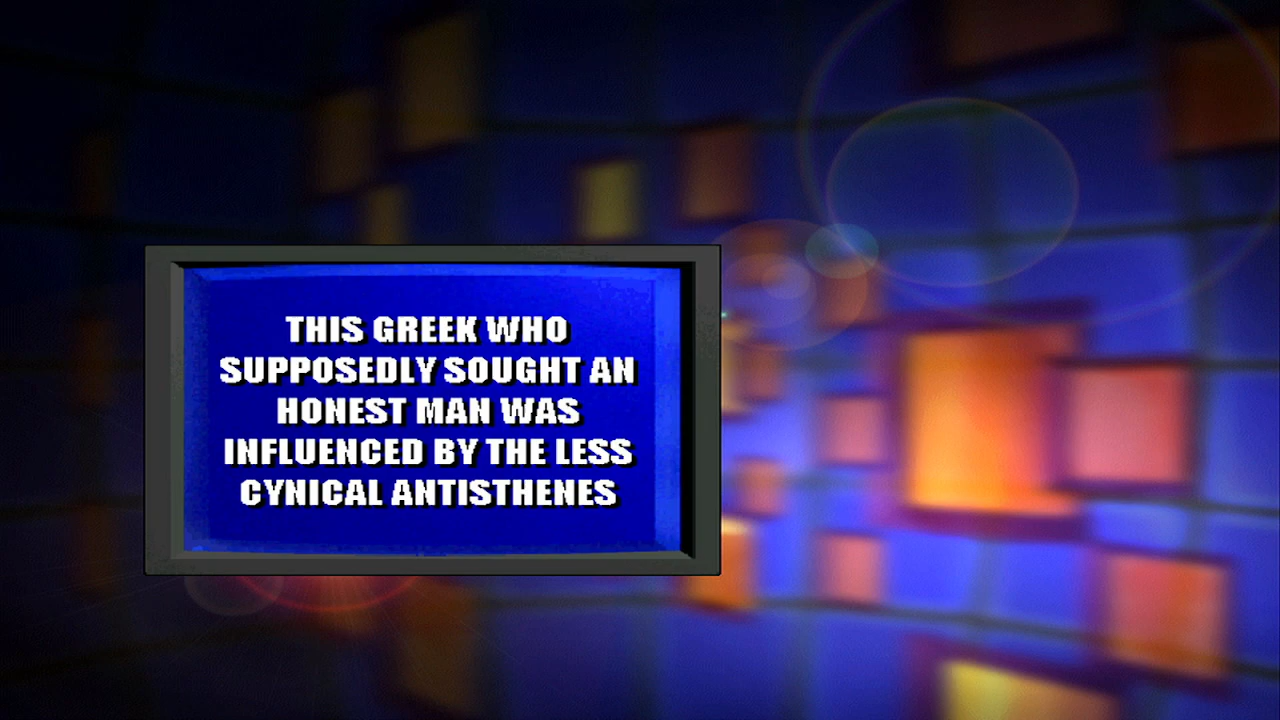 THIS GREEK WHO
SUPPOSEDLY SOUGHT AN
HONEST MAN WAS
INFLUENCED BY THE LESS
CYNICAL ANTISTHENES